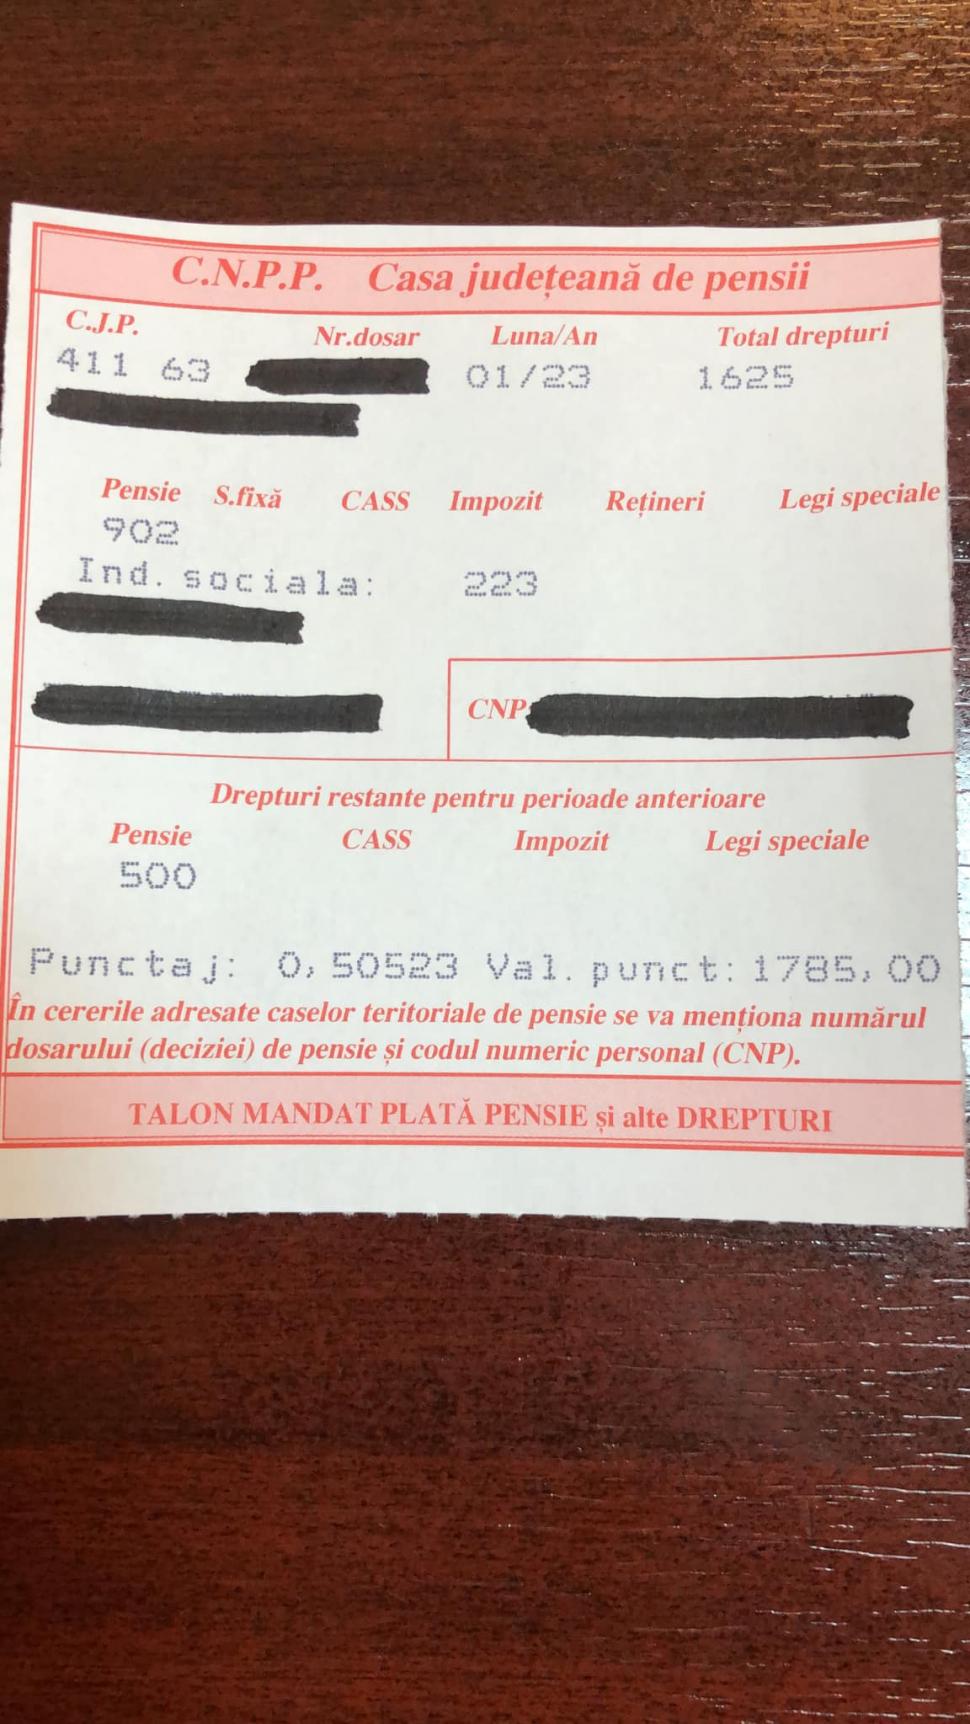 C.N.P.P. Casa județeană de pensii
C.J.P. Nr.dosar Luna/An Total drepturi
411 63 01/23 1625
Pensie S.fixă CASS Impozit Rețineri Legi speciale
902
Ind. sociala: 223
CNP
Drepturi restante pentru perioade anterioare
Pensie CASS Impozit Legi speciale
500
Punctaj: 0,50523 Val. punct: 1785,00
În cererile adresate caselor teritoriale de pensie se va menționa numărul
dosarului (deciziei) de pensie și codul numeric personal (CNP).
TALON MANDAT PLATĂ PENSIE și alte DREPTURI